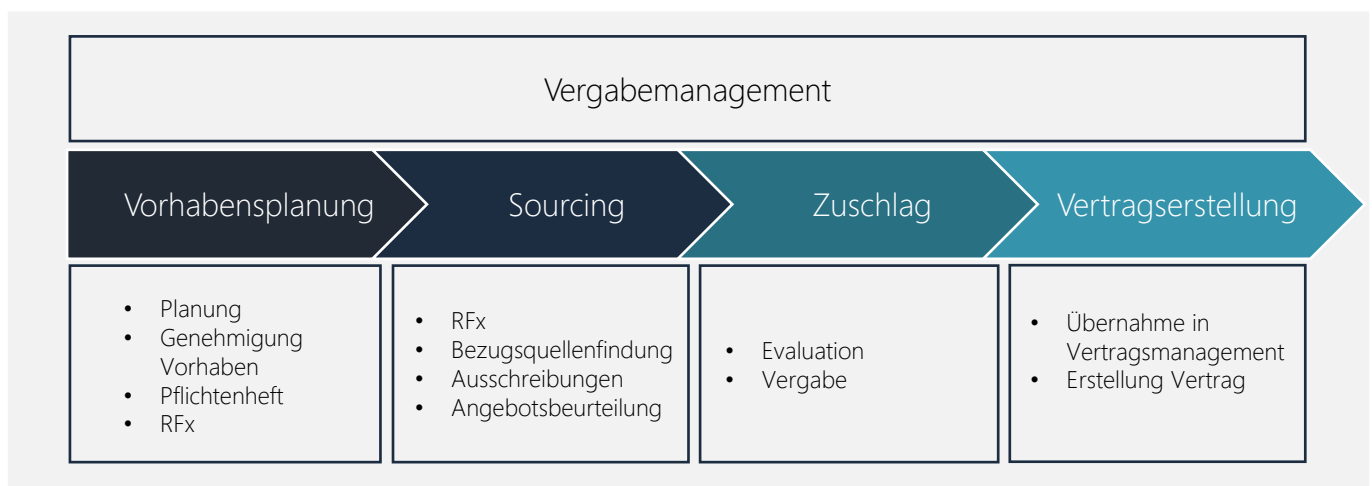 Vergabemanagement
Vorhabensplanung
Sourcing
Zuschlag
Vertragserstellung
• Planung
• Genehmigung
Vorhaben
• Pflichtenheft
• RFx
• RFx
• Bezugsquellenfindung
• Ausschreibungen
• Angebotsbeurteilung
• Evaluation
• Vergabe
• Übernahme in
Vertragsmanagement
• Erstellung Vertrag